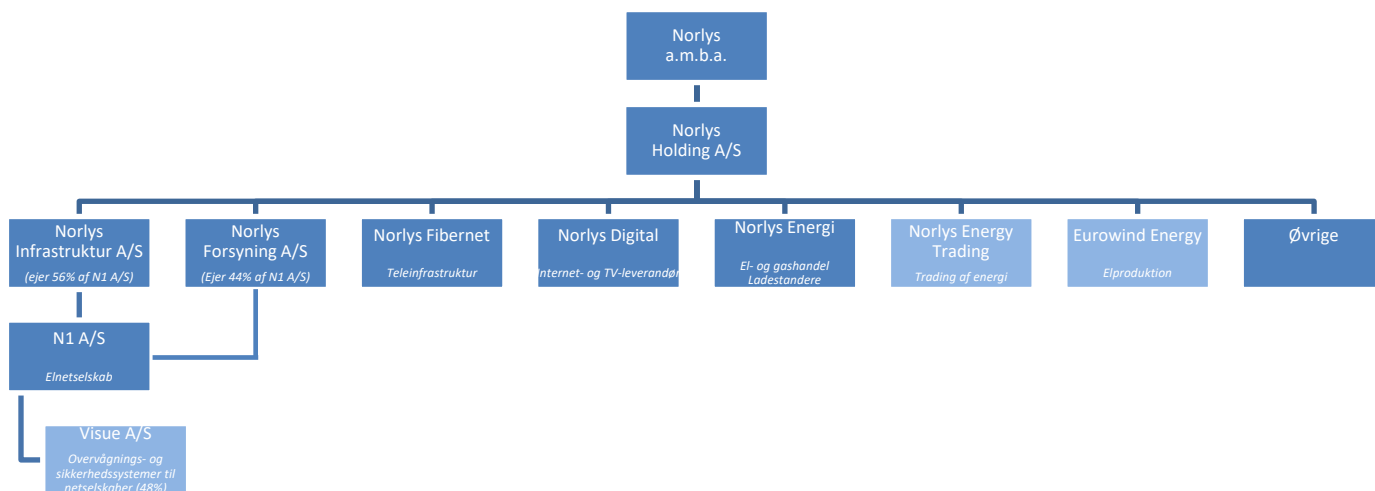 Norlys
a.m.b.a.
Norlys
Holding A/S
Norlys
Infrastruktur A/S
(ejer 56% af N1 A/S)
Norlys
Forsyning A/S
(Ejer 44% af N1 A/S)
Norlys Fibernet
Teleinfrastruktur
Norlys Digital
Internet- og TV-leverandør
Norlys Energi
El- og gashandel
Ladestandere
Norlys Energy
Trading
Trading af energi
Eurowind Energy
Elproduktion
Øvrige
N1 A/S
Elnetselskab
Visue A/S
Overvågnings- og
sikkerhedssystemer til
netselskaber (48%)